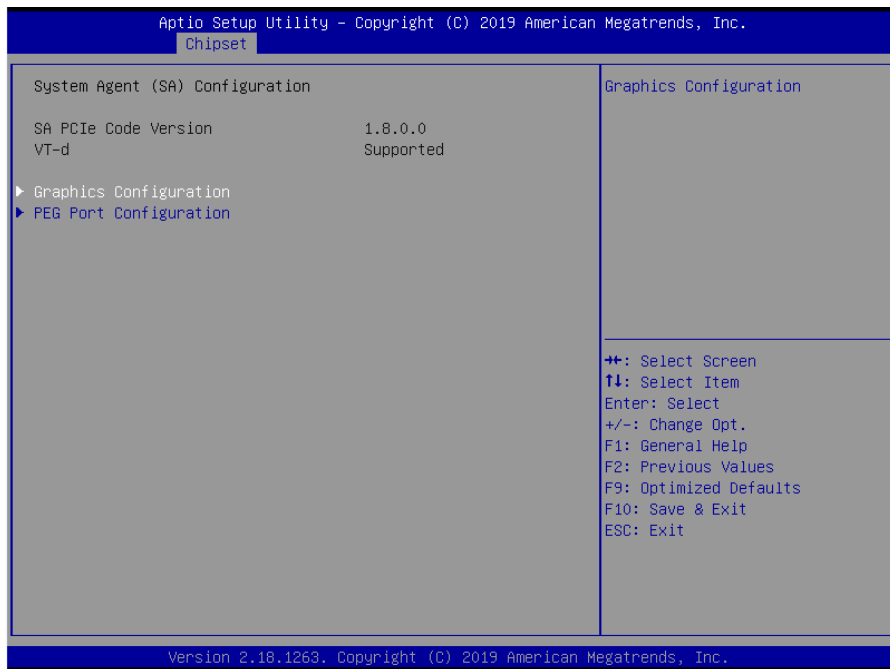 Aptio Setup Utility – Copyright (C) 2019 American Megatrends, Inc.
Chipset
System Agent (SA) Configuration
SA PCIe Code Version 1.8.0.0
VT-d Supported
Graphics Configuration
PEG Port Configuration
Graphics Configuration
→←: Select Screen
↑↓: Select Item
Enter: Select
+/-: Change Opt.
F1: General Help
F2: Previous Values
F9: Optimized Defaults
F10: Save & Exit
ESC: Exit
Version 2.18.1263. Copyright (C) 2019 American Megatrends, Inc.